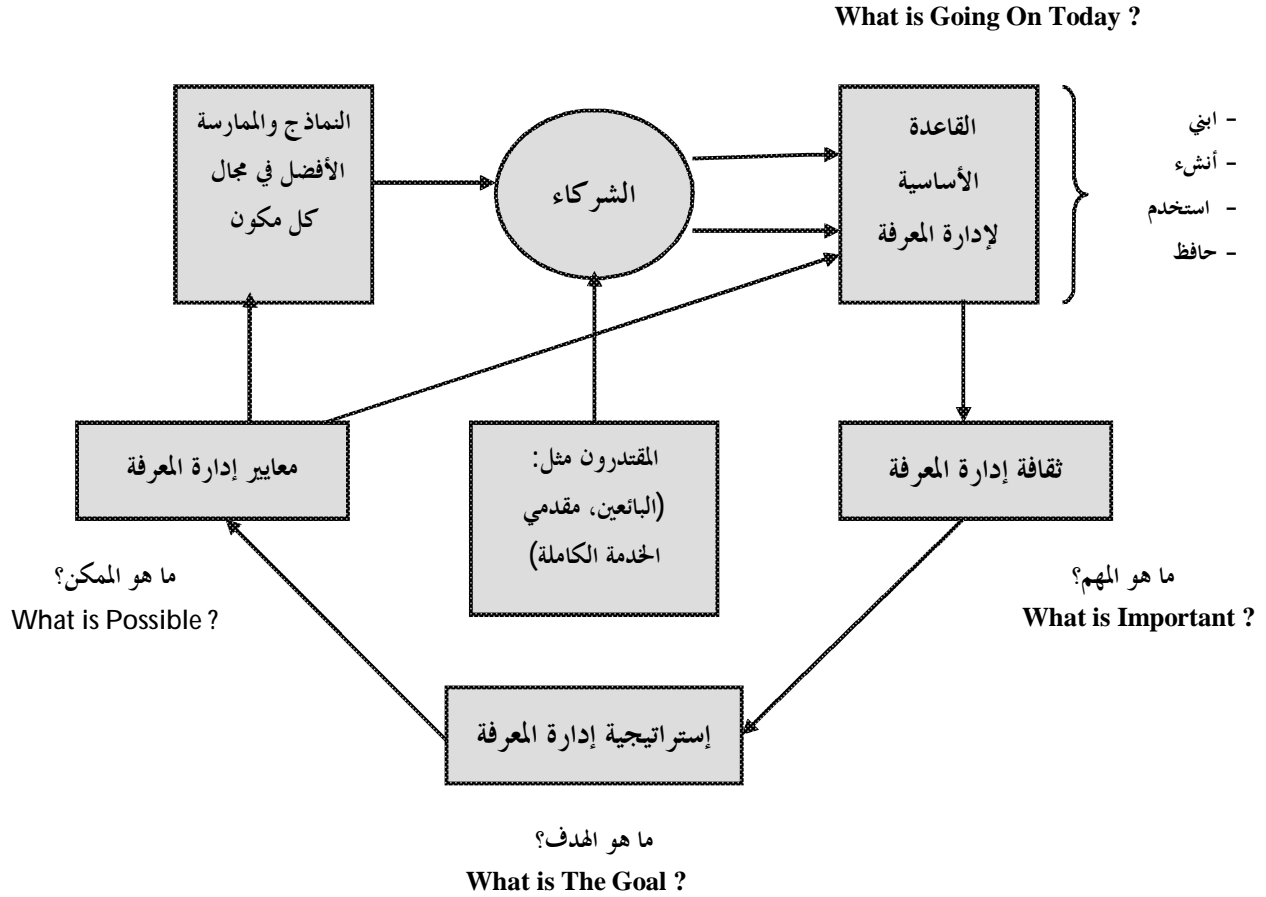 What is Going On Today ?
النماذج والممارسة
الأفضل في مجال
كل مكون
الشركاء
القاعدة
الأساسية
لإدارة المعرفة
- ابني
- أنشء
- استخدم
- حافظ
معايير إدارة المعرفة
المقتدرون مثل:
(البائعين، مقدمي
الخدمة الكاملة)
ثقافة إدارة المعرفة
ما هو الممكن؟
What is Possible ?
ما هو المهم؟
What is Important ?
إستراتيجية إدارة المعرفة
ما هو الهدف؟
What is The Goal ?